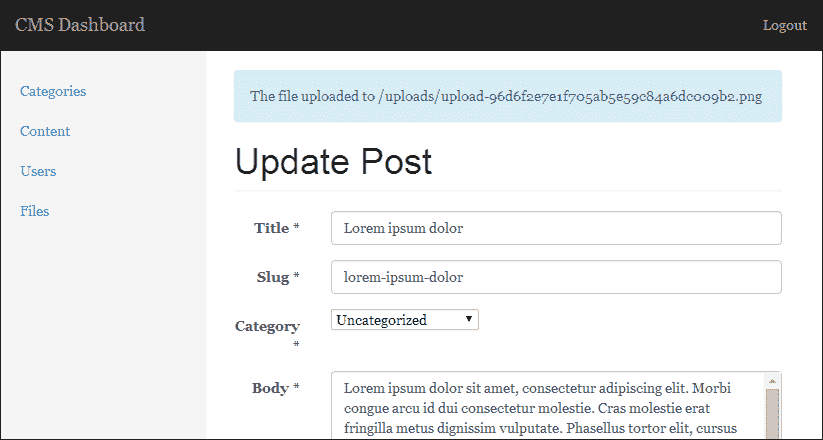 CMS Dashboard
Logout
Categories
Content
Users
Files
The file uploaded to /uploads/upload-96d6f2e7e1f705ab5e59c84a6dc009b2.png
Update Post
Title *
Lorem ipsum dolor
Slug *
lorem-ipsum-dolor
Category
*
Uncategorized
Body *
Lorem ipsum dolor sit amet, consectetur adipiscing elit. Morbi
congue arcu id dui consectetur molestie. Cras molestie erat
fringilla metus dignissim vulputate. Phasellus tortor elit, cursus